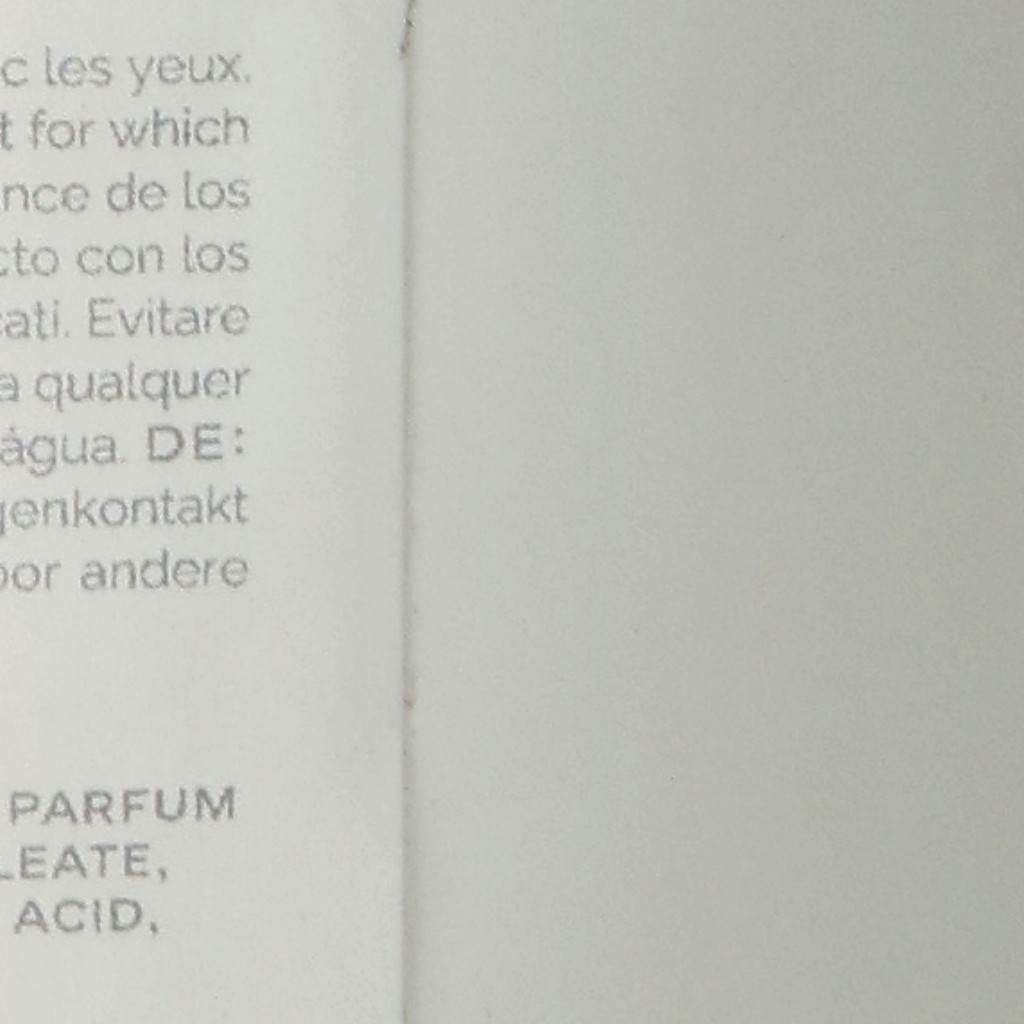 c les yeux.
t for which
nce de los
cto con los
cati. Evitare
a qualquer
água. DE:
genkontakt
oor andere
PARFUM
LEATE,
ACID,